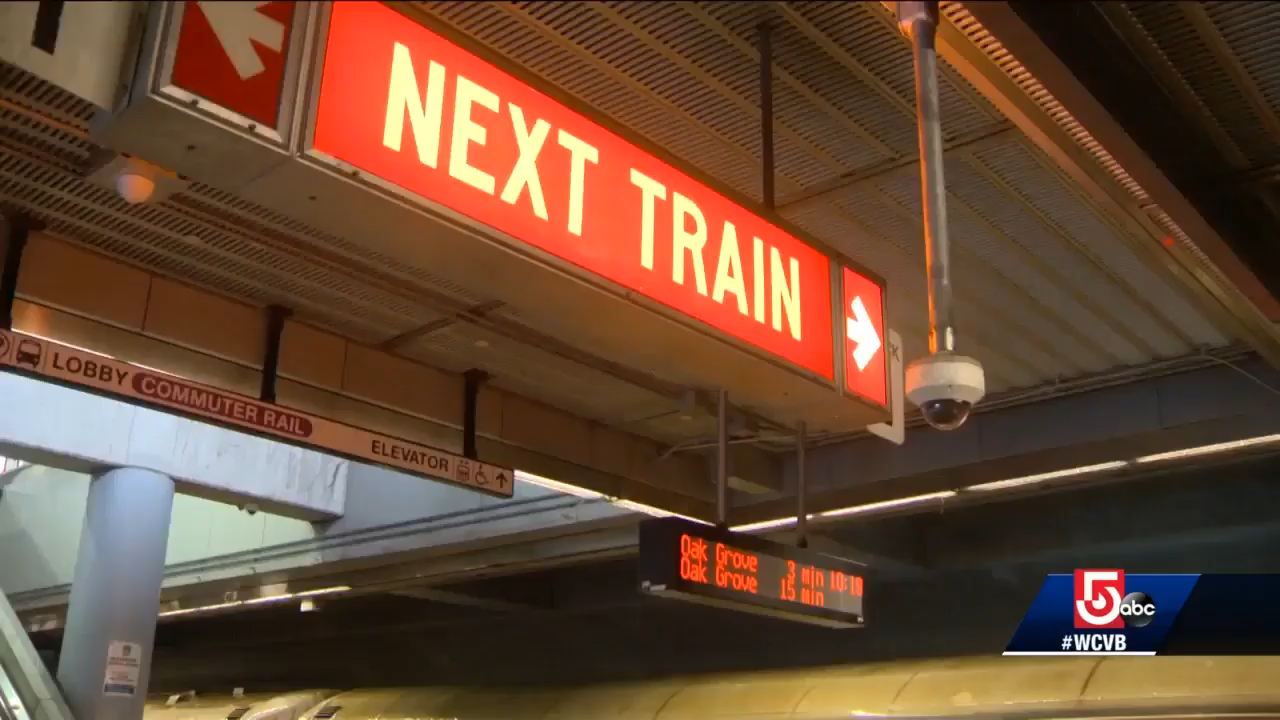 NEXT TRAIN
LOBBY COMMUTER RAIL
ELEVATOR
Oak Grove 3 min 10:18
Oak Grove 15 min
5 abc
#WCVB